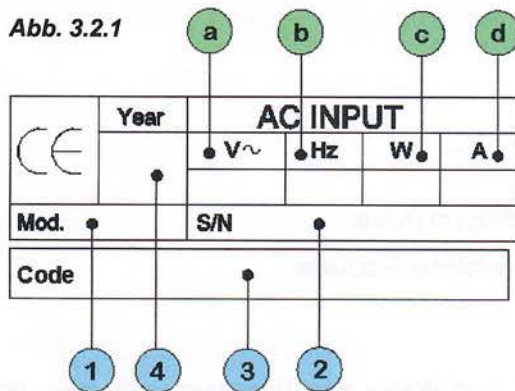 Abb. 3.2.1
a b c d
CE Year AC INPUT
V~ Hz W A
Mod. S/N
Code
1 4 3 2